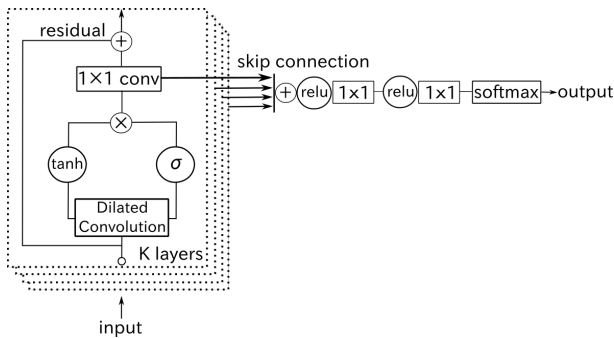 residual
+
1×1 conv
skip connection
+ relu 1×1 relu 1×1 softmax output
×
tanh
σ
Dilated
Convolution
K layers
input